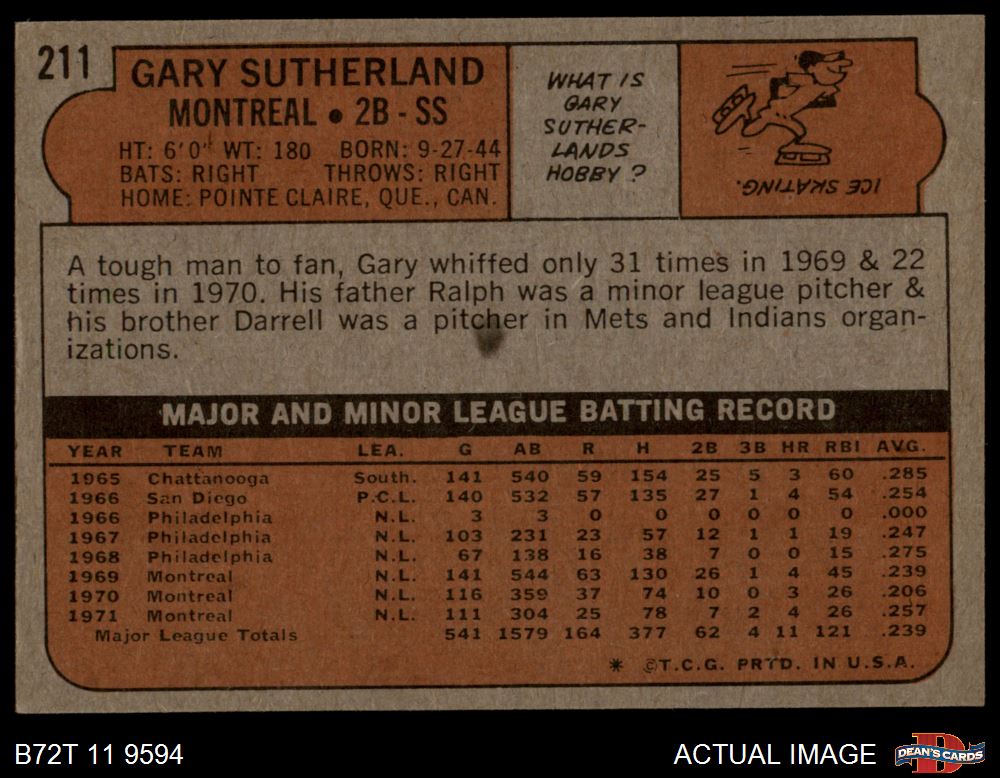 211
GARY SUTHERLAND
MONTREAL • 2B - SS
HT: 6'0" WT: 180 BORN: 9-27-44
BATS: RIGHT THROWS: RIGHT
HOME: POINTE CLAIRE, QUE., CAN.
WHAT IS
GARY
SUTHER-
LANDS
HOBBY ?
ICE SKATING.
A tough man to fan, Gary whiffed only 31 times in 1969 & 22
times in 1970. His father Ralph was a minor league pitcher &
his brother Darrell was a pitcher in Mets and Indians organ-
izations.
MAJOR AND MINOR LEAGUE BATTING RECORD
YEAR TEAM LEA. G AB R H 2B 3B HR RBI AVG.
1965 Chattanooga South. 141 540 59 154 25 5 3 60 .285
1966 San Diego P.C.L. 140 532 57 135 27 1 4 54 .254
1966 Philadelphia N.L. 3 3 0 0 0 0 0 0 .000
1967 Philadelphia N.L. 103 231 23 57 12 1 1 19 .247
1968 Philadelphia N.L. 67 138 16 38 7 0 0 15 .275
1969 Montreal N.L. 141 544 63 130 26 1 4 45 .239
1970 Montreal N.L. 116 359 37 74 10 0 3 26 .206
1971 Montreal N.L. 111 304 25 78 7 2 4 26 .257
Major League Totals 541 1579 164 377 62 4 11 121 .239
* ©T.C.G. PRTD. IN U.S.A.
B72T 11 9594
ACTUAL IMAGE
DEAN'S CARDS